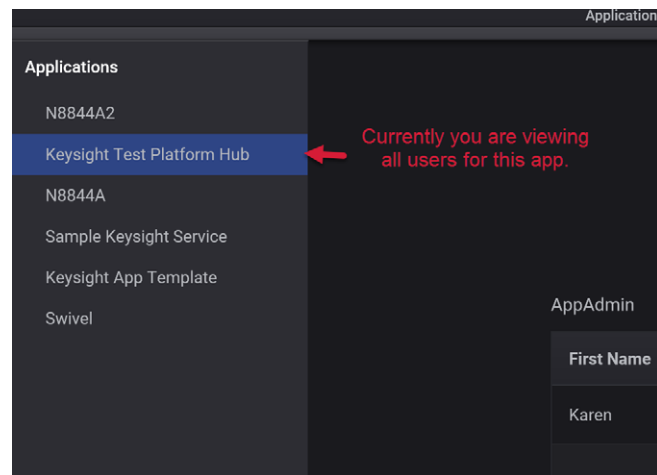 Application
Applications
N8844A2
Keysight Test Platform Hub
Currently you are viewing
all users for this app.
N8844A
Sample Keysight Service
Keysight App Template
Swivel
AppAdmin
First Name
Karen